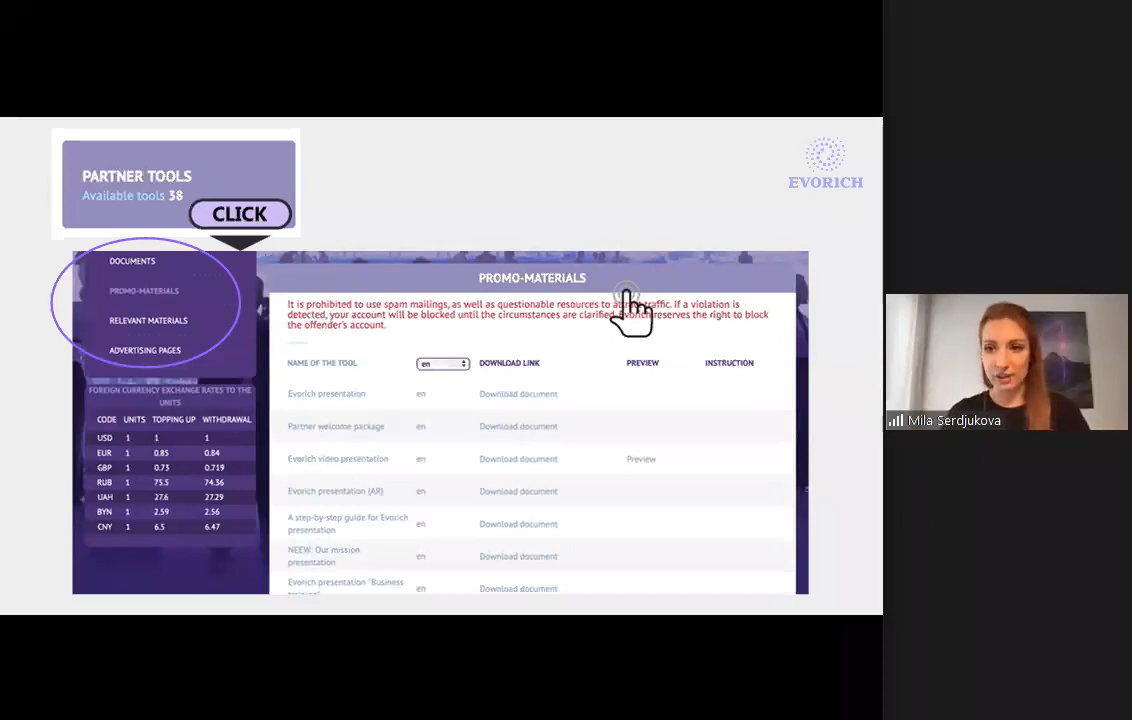 PARTNER TOOLS
Available tools 38
CLICK
EVORICH
DOCUMENTS
PROMO-MATERIALS
RELEVANT MATERIALS
ADVERTISING PAGES
FOREIGN CURRENCY EXCHANGE RATES TO THE
UNITS
CODE UNITS TOPPING UP WITHDRAWAL
USD 1 1 1
EUR 1 0.85 0.84
GBP 1 0.73 0.719
RUB 1 75.5 74.36
UAH 1 27.6 27.29
BYN 1 2.59 2.56
CNY 1 6.5 6.47
PROMO-MATERIALS
It is prohibited to use spam mailings, as well as questionable resources to traffic. If a violation is
detected, your account will be blocked until the circumstances are clarified. Evorich reserves the right to block
the offender's account.
NAME OF THE TOOL en DOWNLOAD LINK PREVIEW INSTRUCTION
Evorich presentation en Download document
Partner welcome package en Download document
Evorich video presentation en Download document Preview
Evorich presentation (AR) en Download document
A step-by-step guide for Evorich
presentation en Download document
NEEW: Our mission
presentation en Download document
Evorich presentation "Business
en Download document
Mila Serdjukova